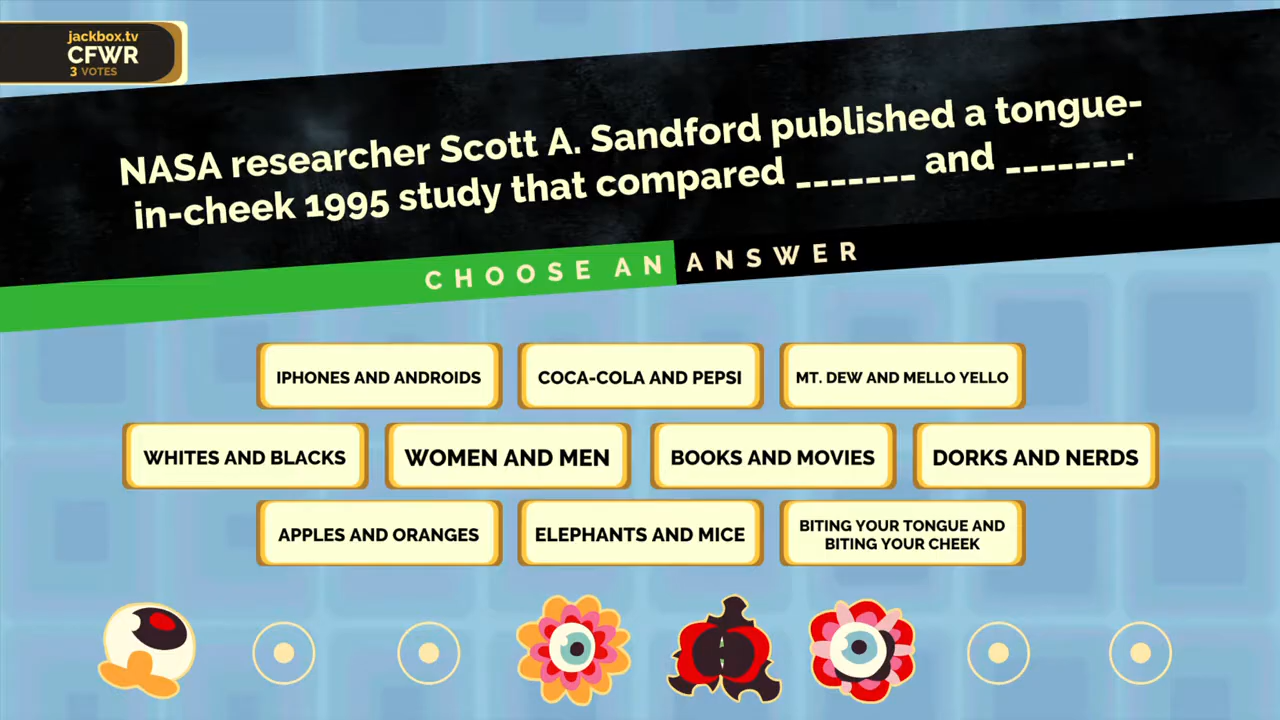 jackbox.tv
CFWR
3 VOTES
NASA researcher Scott A. Sandford published a tongue-
in-cheek 1995 study that compared _______ and _______.
CHOOSE AN ANSWER
IPHONES AND ANDROIDS
COCA-COLA AND PEPSI
MT. DEW AND MELLO YELLO
WHITES AND BLACKS
WOMEN AND MEN
BOOKS AND MOVIES
DORKS AND NERDS
APPLES AND ORANGES
ELEPHANTS AND MICE
BITING YOUR TONGUE AND
BITING YOUR CHEEK